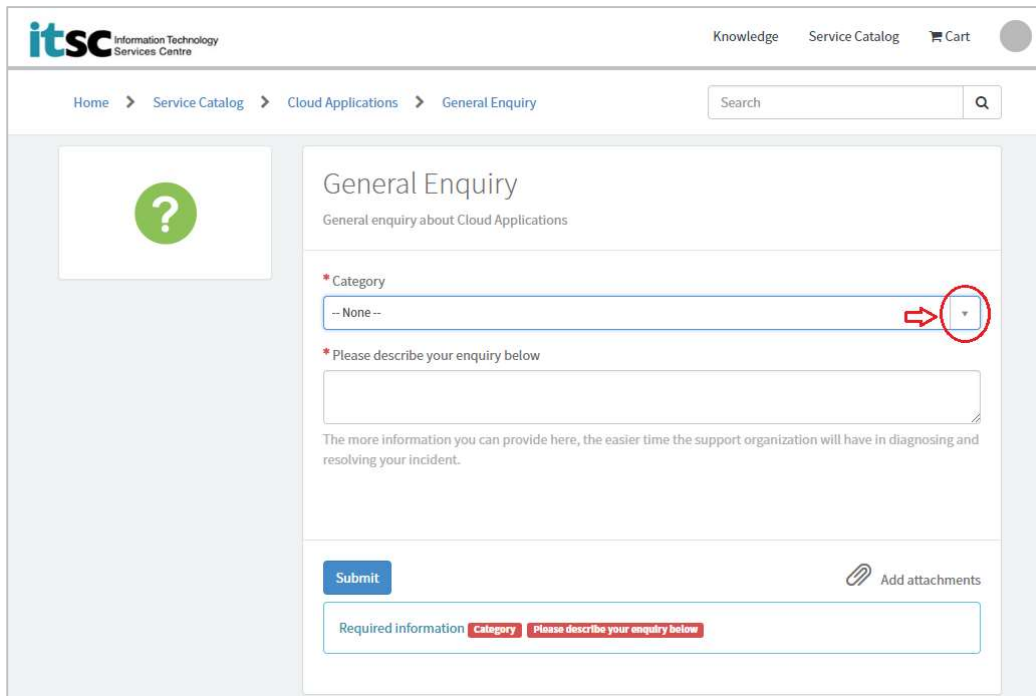 itsc Information Technology
Services Centre
Knowledge Service Catalog Cart
Home > Service Catalog > Cloud Applications > General Enquiry
Search
?
General Enquiry
General enquiry about Cloud Applications
* Category
-- None --
* Please describe your enquiry below
The more information you can provide here, the easier time the support organization will have in diagnosing and
resolving your incident.
Submit
Add attachments
Required information Category Please describe your enquiry below